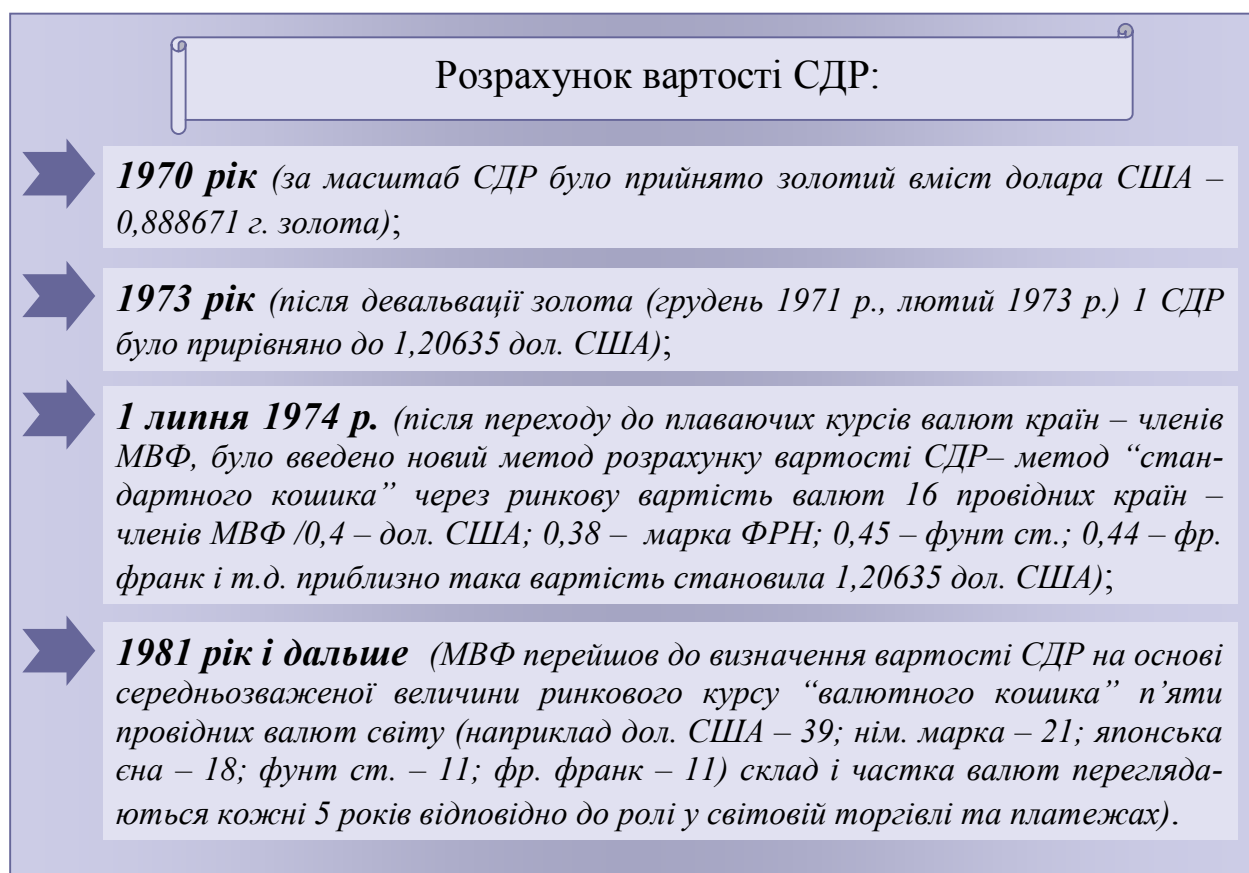 Розрахунок вартості СДР:
1970 рік (за масштаб СДР було прийнято золотий вміст долара США –
0,888671 г. золота);
1973 рік (після девальвації золота (грудень 1971 р., лютий 1973 р.) 1 СДР
було прирівняно до 1,20635 дол. США);
1 липня 1974 р. (після переходу до плаваючих курсів валют країн – членів
МВФ, було введено новий метод розрахунку вартості СДР– метод “стан-
дартного кошика” через ринкову вартість валют 16 провідних країн –
членів МВФ /0,4 – дол. США; 0,38 – марка ФРН; 0,45 – фунт ст.; 0,44 – фр.
франк і т.д. приблизно така вартість становила 1,20635 дол. США);
1981 рік і дальше (МВФ перейшов до визначення вартості СДР на основі
середньозваженої величини ринкового курсу “валютного кошика” п’яти
провідних валют світу (наприклад дол. США – 39; нім. марка – 21; японська
єна – 18; фунт ст. – 11; фр. франк – 11) склад і частка валют перегляда-
ються кожні 5 років відповідно до ролі у світовій торгівлі та платежах).